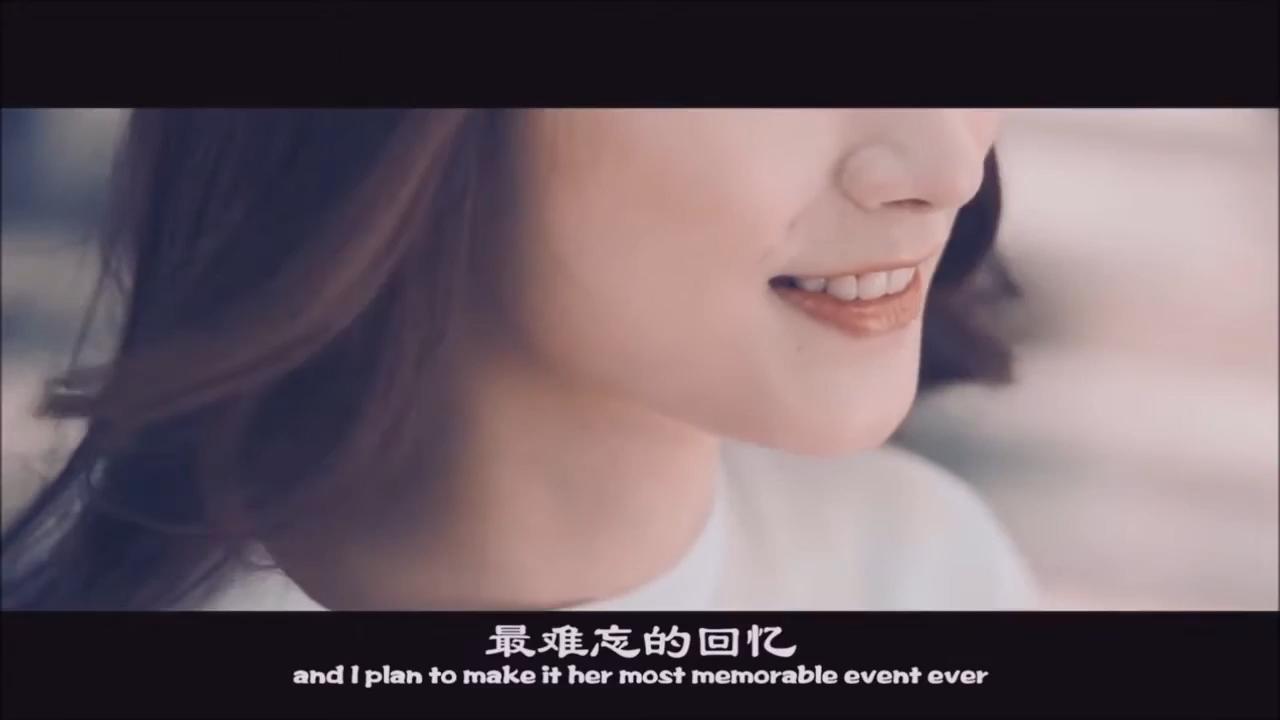 最难忘的回忆
and I plan to make it her most memorable event ever